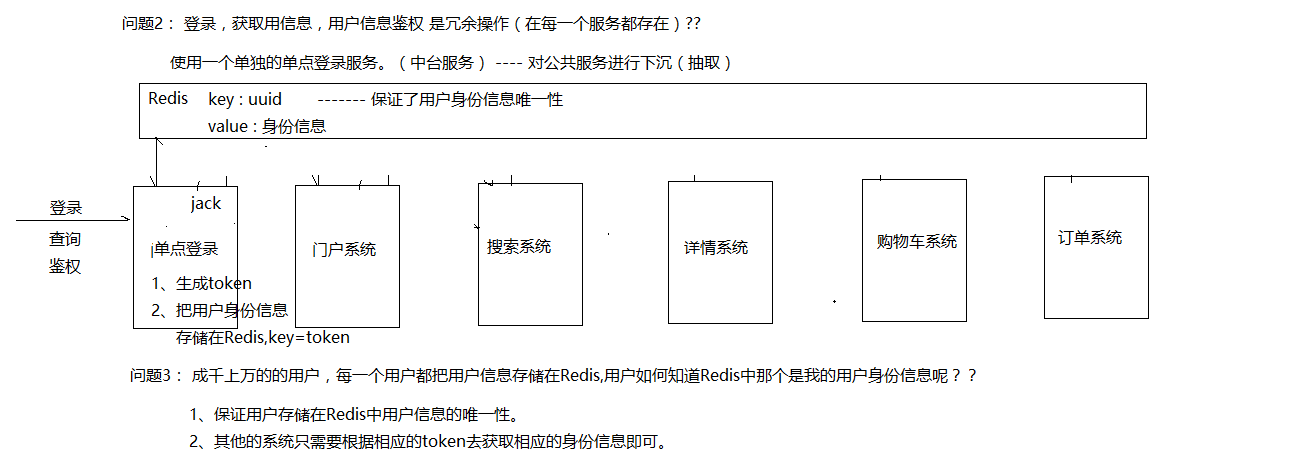 问题2： 登录，获取用信息，用户信息鉴权 是冗余操作（在每一个服务都存在）??
使用一个单独的单点登录服务。（中台服务） ---- 对公共服务进行下沉（抽取）
Redis key : uuid ------- 保证了用户身份信息唯一性
value : 身份信息
登录
查询
鉴权
jack
j单点登录
1、生成token
2、把用户身份信息
存储在Redis,key=token
门户系统
搜索系统
详情系统
购物车系统
订单系统
问题3： 成千上万的的用户，每一个用户都把用户信息存储在Redis,用户如何知道Redis中那个是我的用户身份信息呢？？
1、保证用户存储在Redis中用户信息的唯一性。
2、其他的系统只需要根据相应的token去获取相应的身份信息即可。